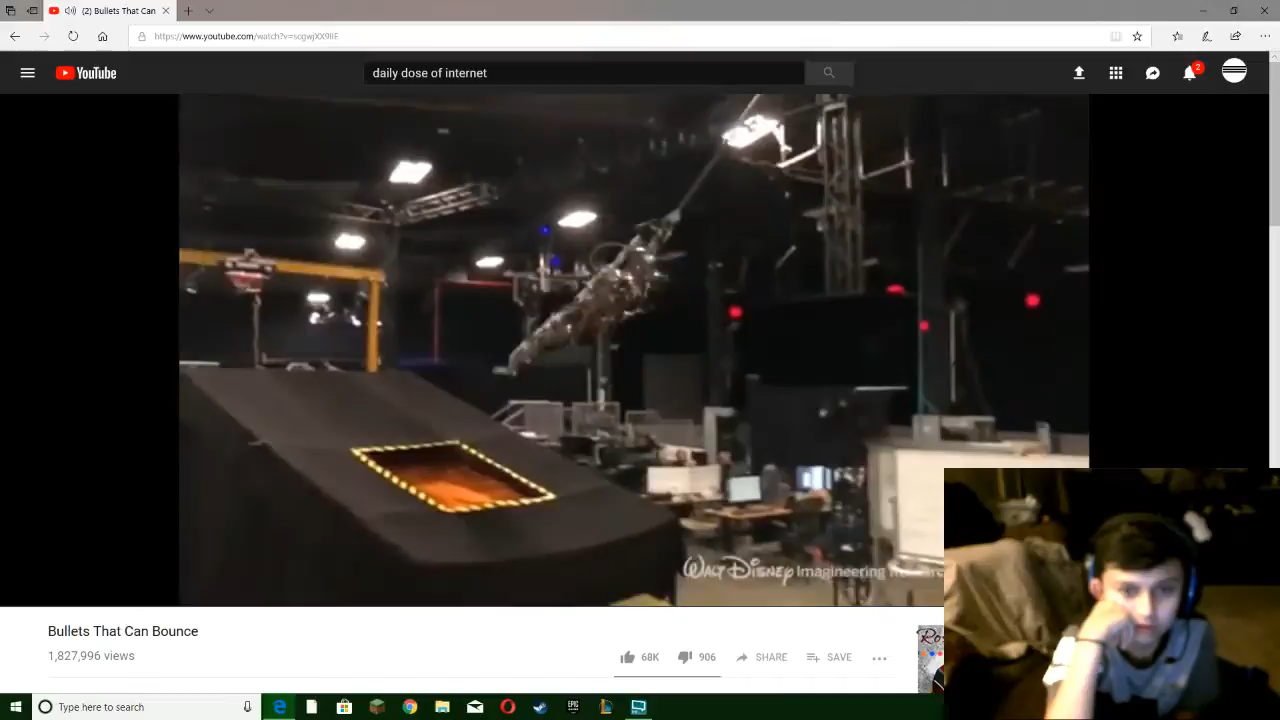 (2) Bullets That Can
https://www.youtube.com/watch?v=scgwjXX9IIF
YouTube
daily dose of internet
2
WALT DISNEY Imagineering
Bullets That Can Bounce
1,827,996 views
68K
906
SHARE
SAVE
Type here to search
EPIC